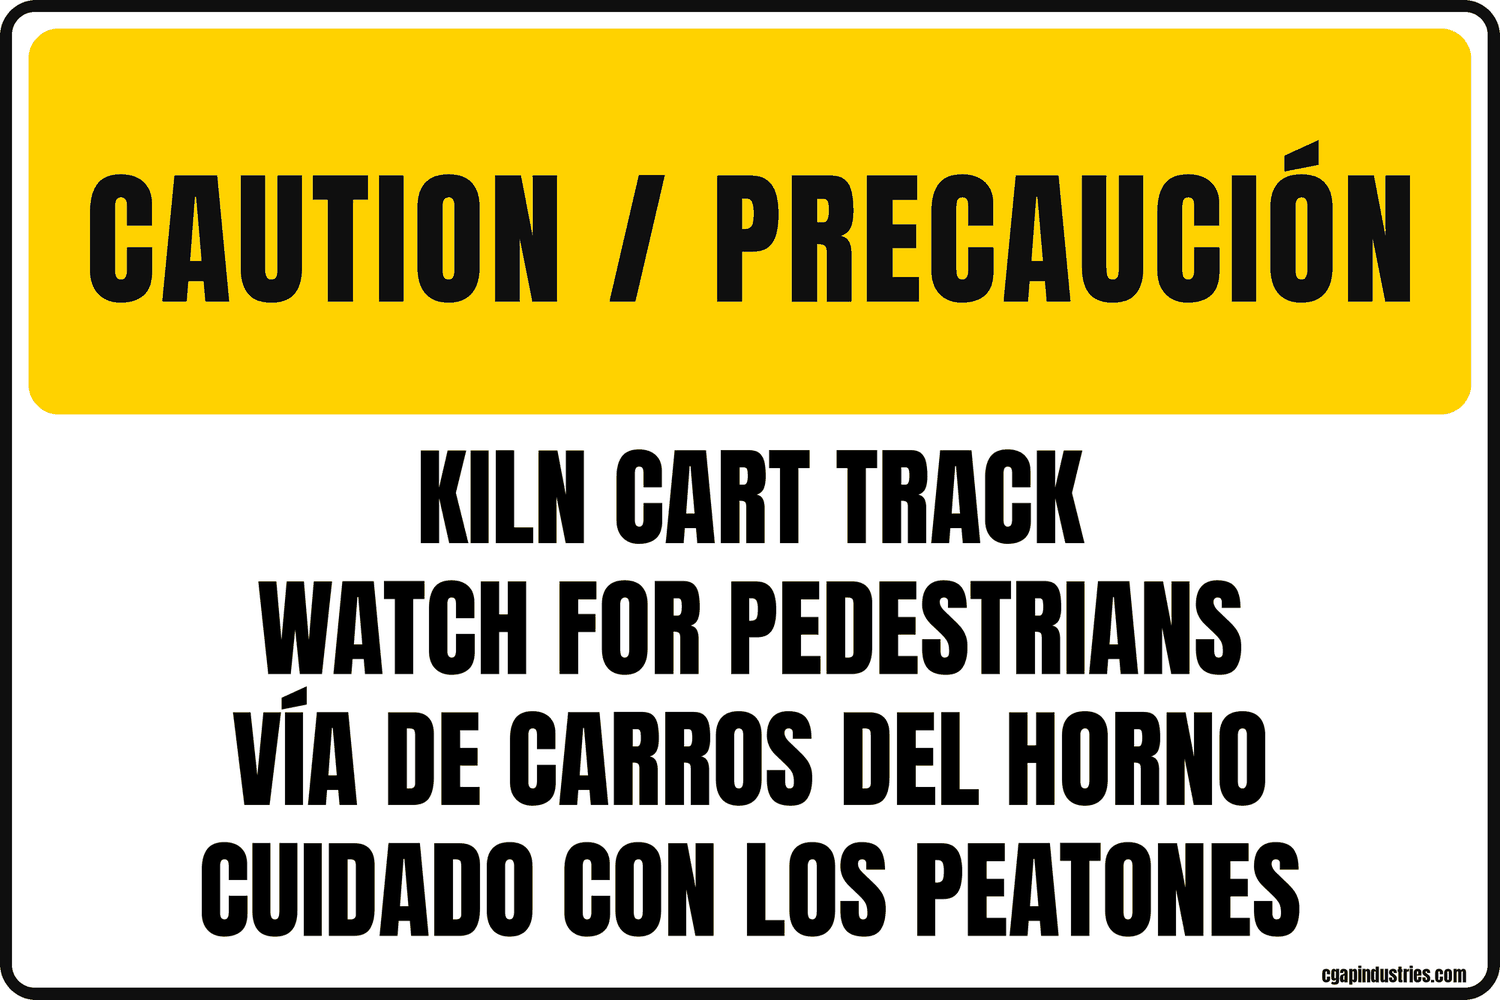 CAUTION / PRECAUCIÓN
KILN CART TRACK
WATCH FOR PEDESTRIANS
VÍA DE CARROS DEL HORNO
CUIDADO CON LOS PEATONES
cgapindustries.com